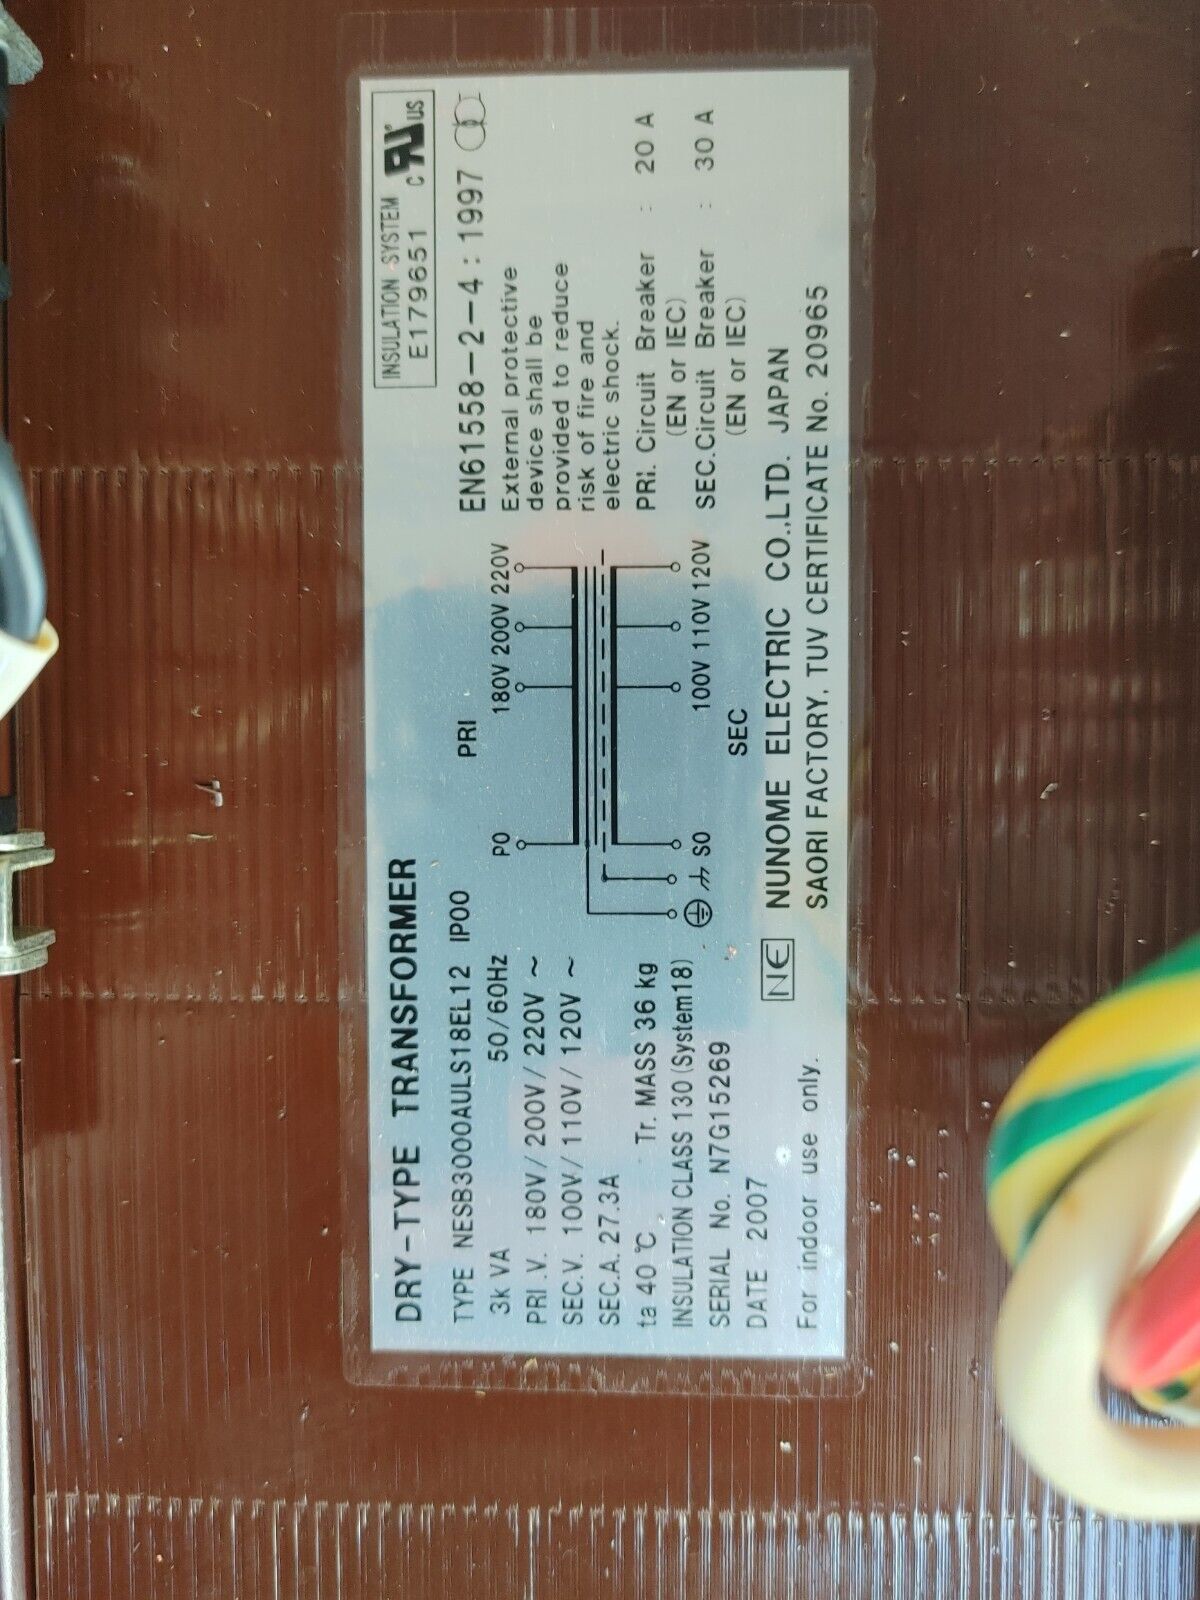 DRY-TYPE TRANSFORMER
TYPE NESB3000AULS18EL12 IP00
3k VA 50/60Hz
PRI.V. 180V/200V/220V ~
SEC.V. 100V/110V/120V ~
SEC.A. 27.3A
ta 40 ℃ Tr. MASS 36 kg
INSULATION CLASS 130 (System18)
SERIAL No. N7G15269
DATE 2007
For indoor use only.
PRI
P0 180V 200V 220V
S0 100V 110V 120V
SEC
INSULATION SYSTEM
E179651
c RU US
EN61558-2-4 : 1997
External protective
device shall be
provided to reduce
risk of fire and
electric shock.
PRI. Circuit Breaker : 20 A
(EN or IEC)
SEC.Circuit Breaker : 30 A
(EN or IEC)
NE NUNOME ELECTRIC CO.,LTD. JAPAN
SAORI FACTORY, TUV CERTIFICATE No. 20965